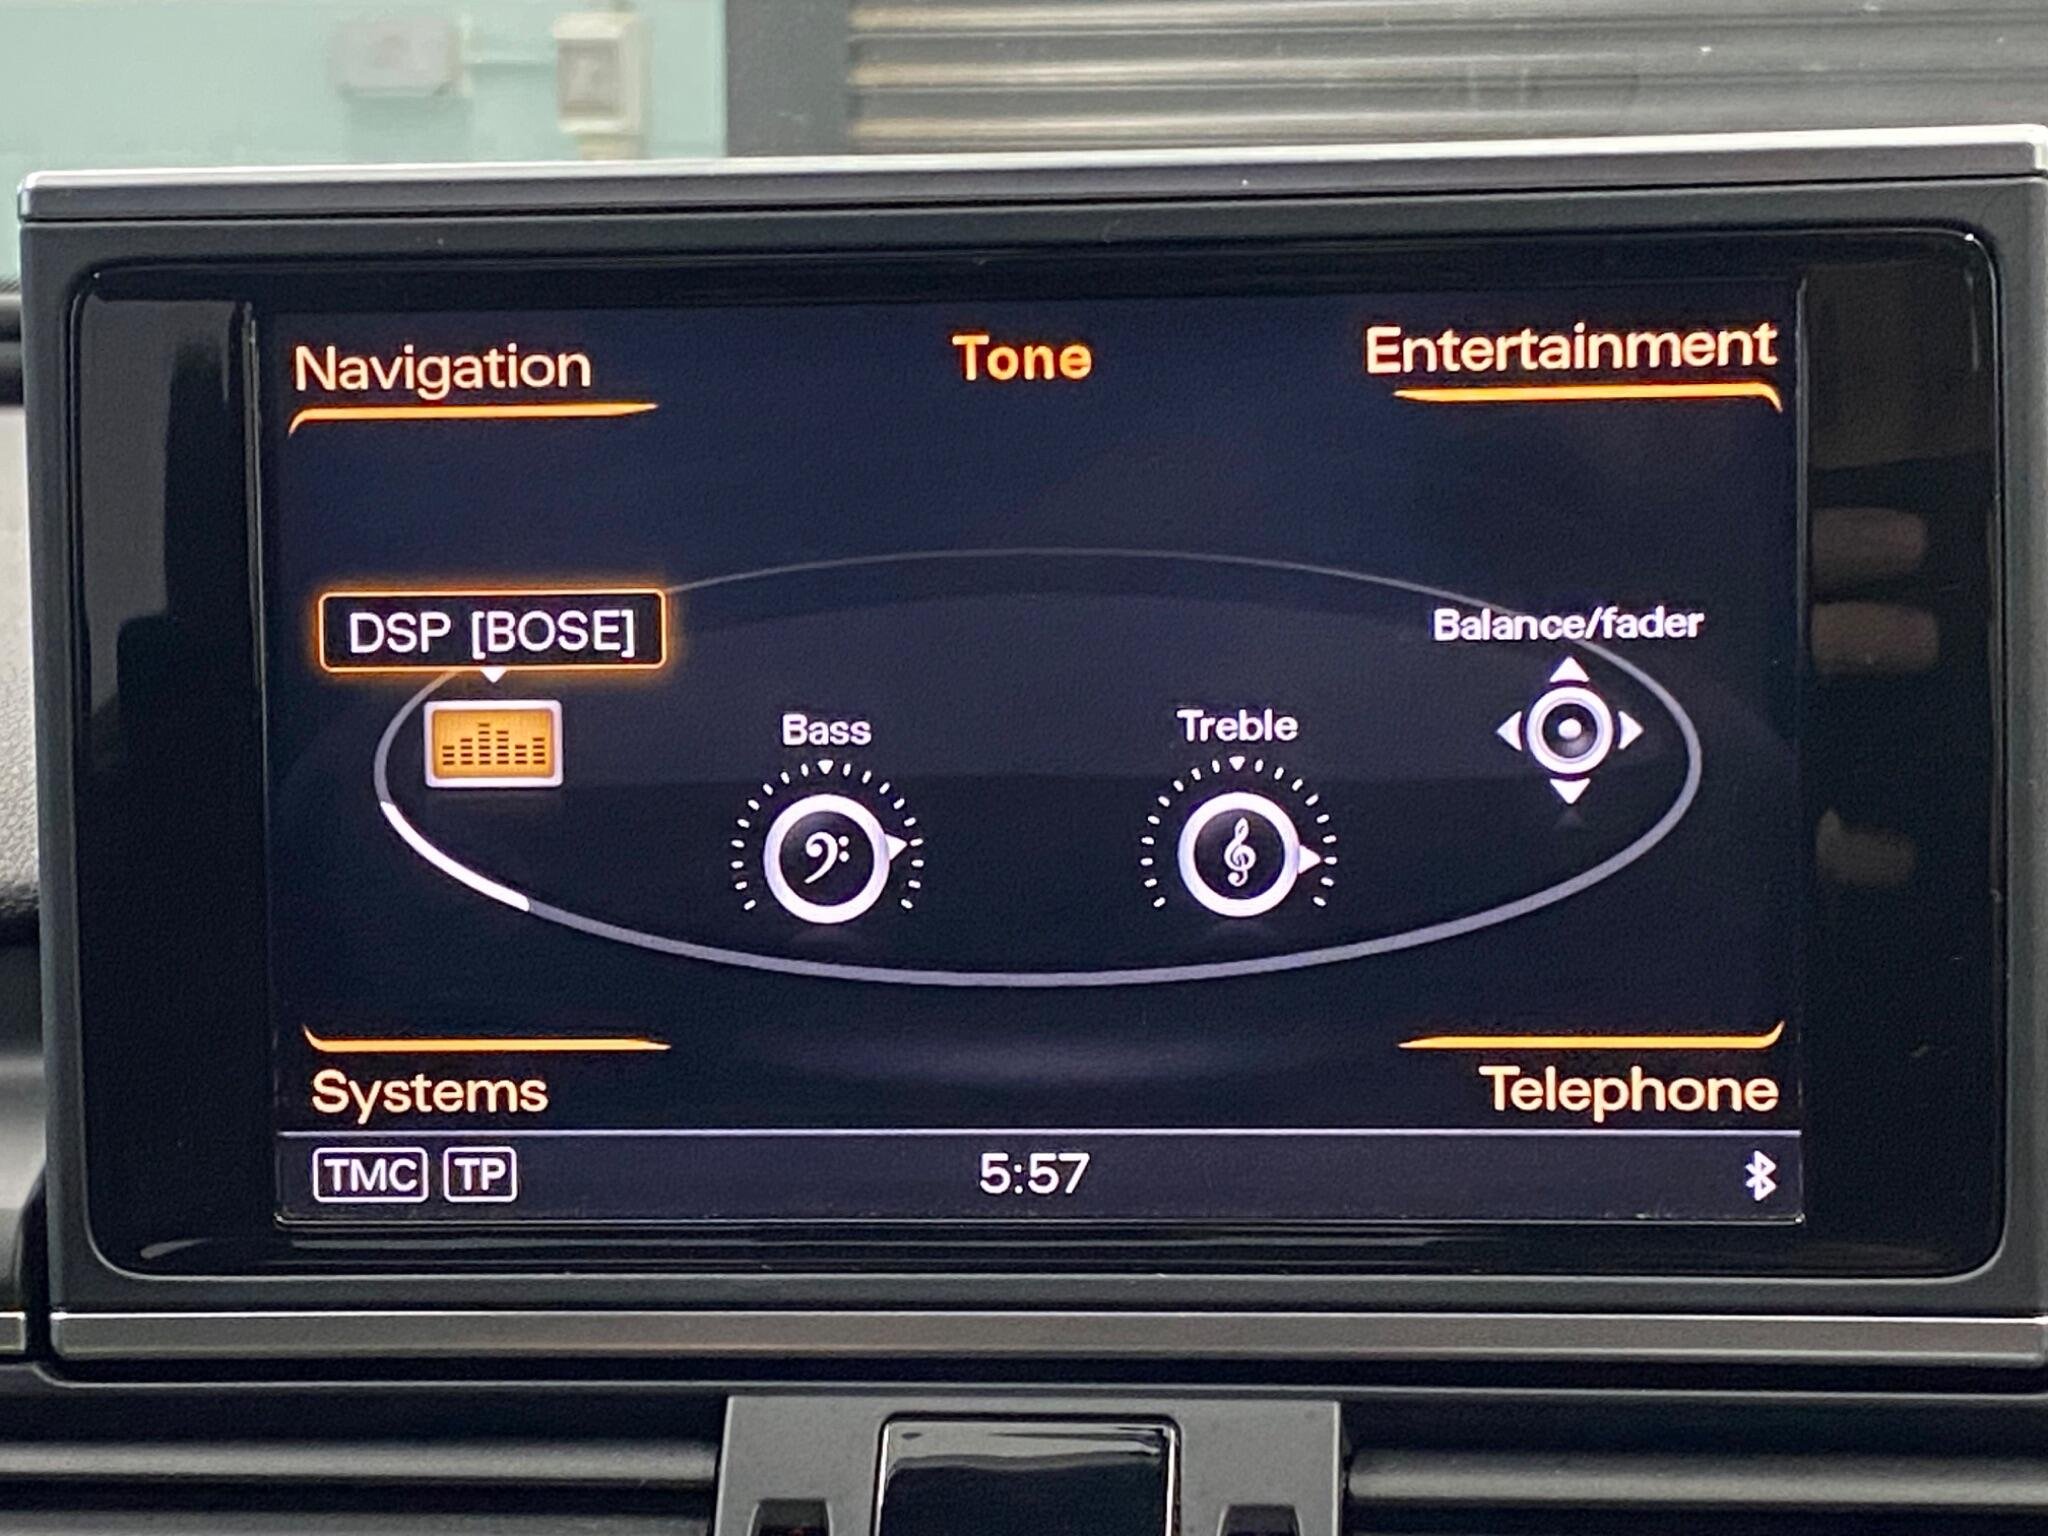 Navigation
Tone
Entertainment
DSP [BOSE]
Balance/fader
Bass
Treble
Systems
Telephone
TMC TP
5:57